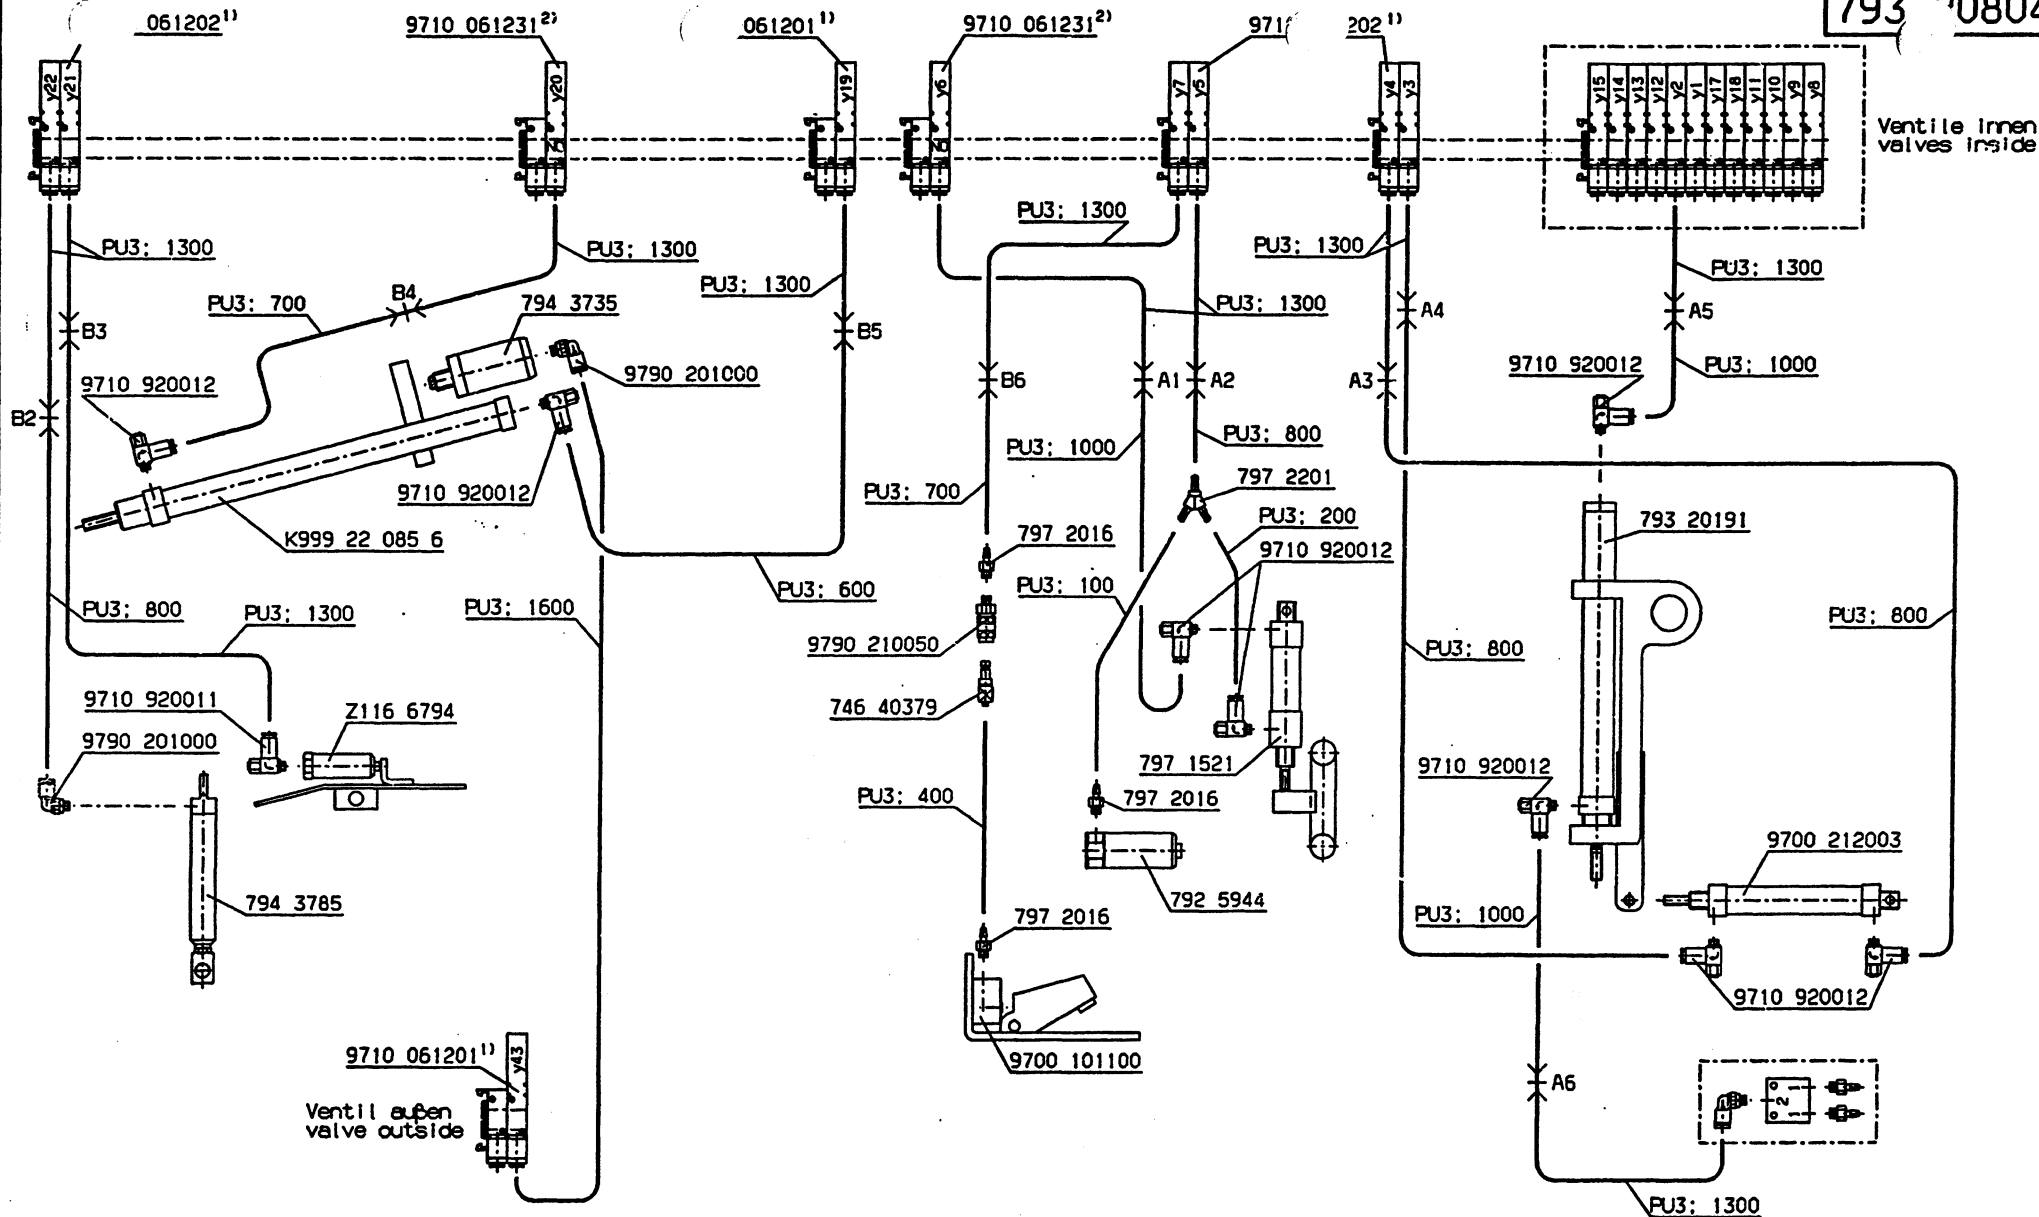 793 0804
061202¹⁾
9710 061231²⁾
061201¹⁾
9710 061231²⁾
971
202¹⁾
y22
y21
y20
y19
y6
y7
y5
y4
y3
y15
y14
y13
y12
y2
y1
y17
y18
y11
y10
y9
y8
Ventile innen
valves inside
PU3: 1300
PU3: 1300
PU3: 1300
PU3: 1300
PU3: 1300
PU3: 1300
PU3: 1300
PU3: 700
B4
794 3735
PU3: 1300
B3
B5
A4
A5
9710 920012
9790 201000
B6
A1
A2
A3
9710 920012
PU3: 1000
B2
PU3: 800
PU3: 1000
9710 920012
PU3: 700
797 2201
PU3: 200
793 20191
K999 22 085 6
797 2016
9710 920012
PU3: 600
PU3: 100
PU3: 800
PU3: 1300
PU3: 1600
PU3: 800
9790 210050
PU3: 800
9710 920011
Z116 6794
746 40379
9790 201000
797 1521
9710 920012
PU3: 400
797 2016
9700 212003
794 3785
792 5944
797 2016
PU3: 1000
9710 920012
9710 061201¹⁾
y43
9700 101100
Ventil außen
valve outside
A6
2
1
1
PU3: 1300